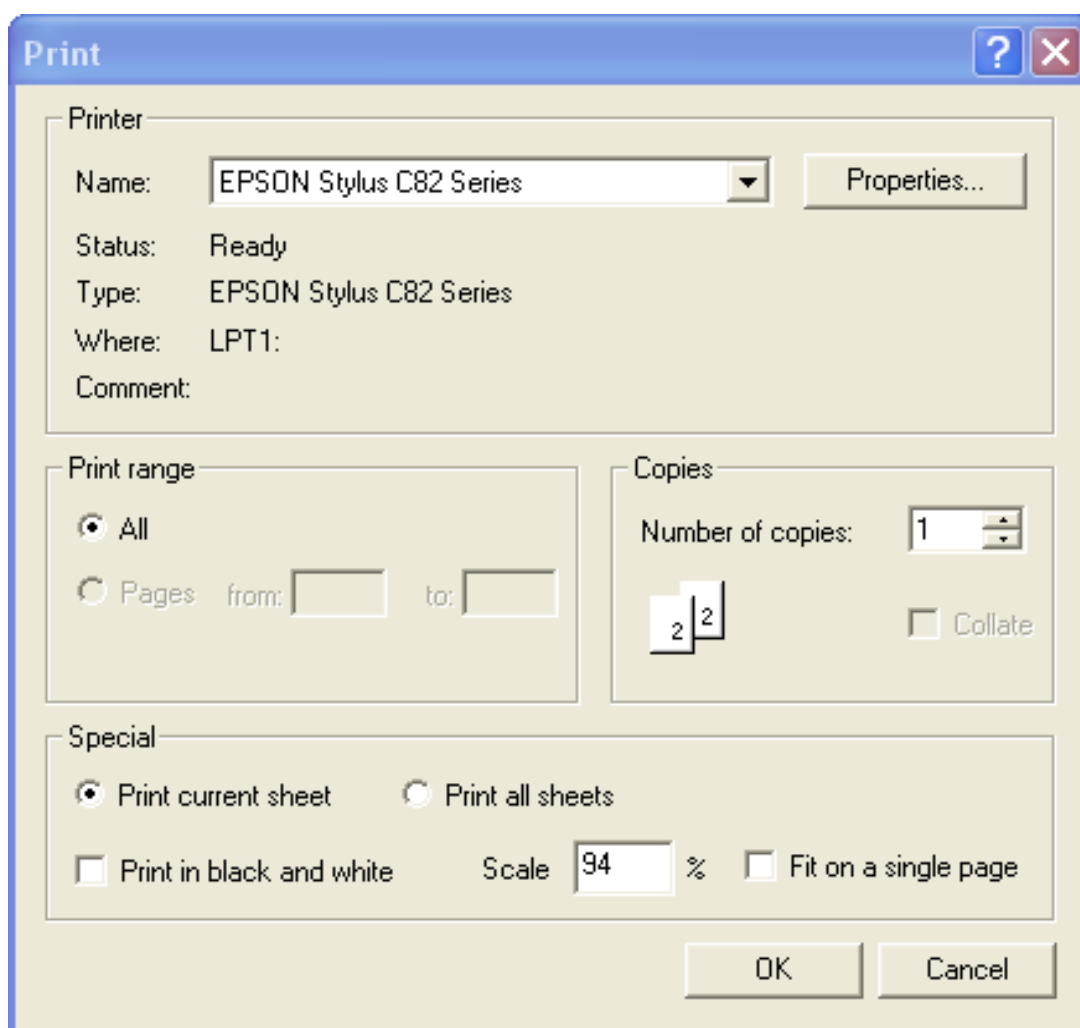 Print
Printer
Name: EPSON Stylus C82 Series Properties...
Status: Ready
Type: EPSON Stylus C82 Series
Where: LPT1:
Comment:
Print range
All
Pages from: to:
Copies
Number of copies: 1
2 2
Collate
Special
Print current sheet Print all sheets
Print in black and white Scale 94 % Fit on a single page
OK Cancel